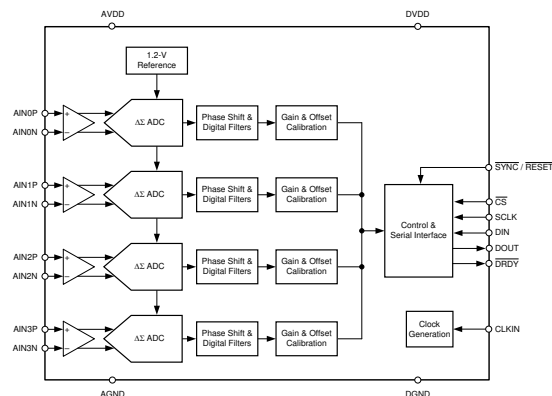 AVDD
DVDD
1.2-V
Reference
AIN0P
AIN0N
+
−
ΔΣ ADC
Phase Shift &
Digital Filters
Gain & Offset
Calibration
AIN1P
AIN1N
+
−
ΔΣ ADC
Phase Shift &
Digital Filters
Gain & Offset
Calibration
AIN2P
AIN2N
+
−
ΔΣ ADC
Phase Shift &
Digital Filters
Gain & Offset
Calibration
AIN3P
AIN3N
+
−
ΔΣ ADC
Phase Shift &
Digital Filters
Gain & Offset
Calibration
Control &
Serial Interface
SYNC / RESET
CS
SCLK
DIN
DOUT
DRDY
Clock
Generation
CLKIN
AGND
DGND